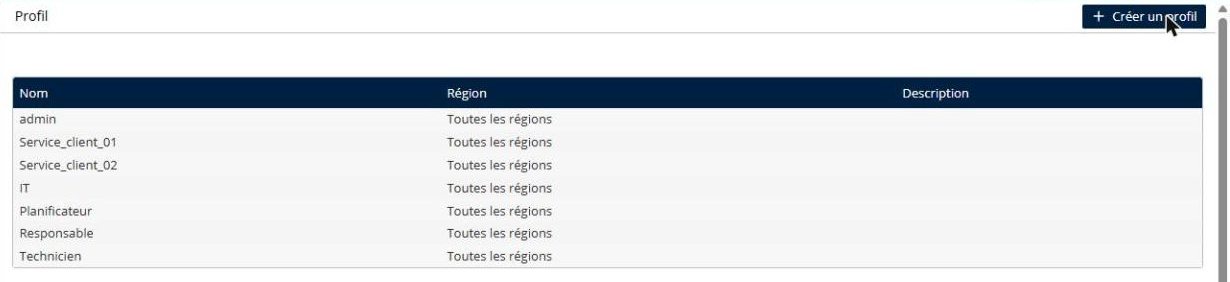 Profil + Créer un profil
Nom Région Description
admin Toutes les régions
Service_client_01 Toutes les régions
Service_client_02 Toutes les régions
IT Toutes les régions
Planificateur Toutes les régions
Responsable Toutes les régions
Technicien Toutes les régions